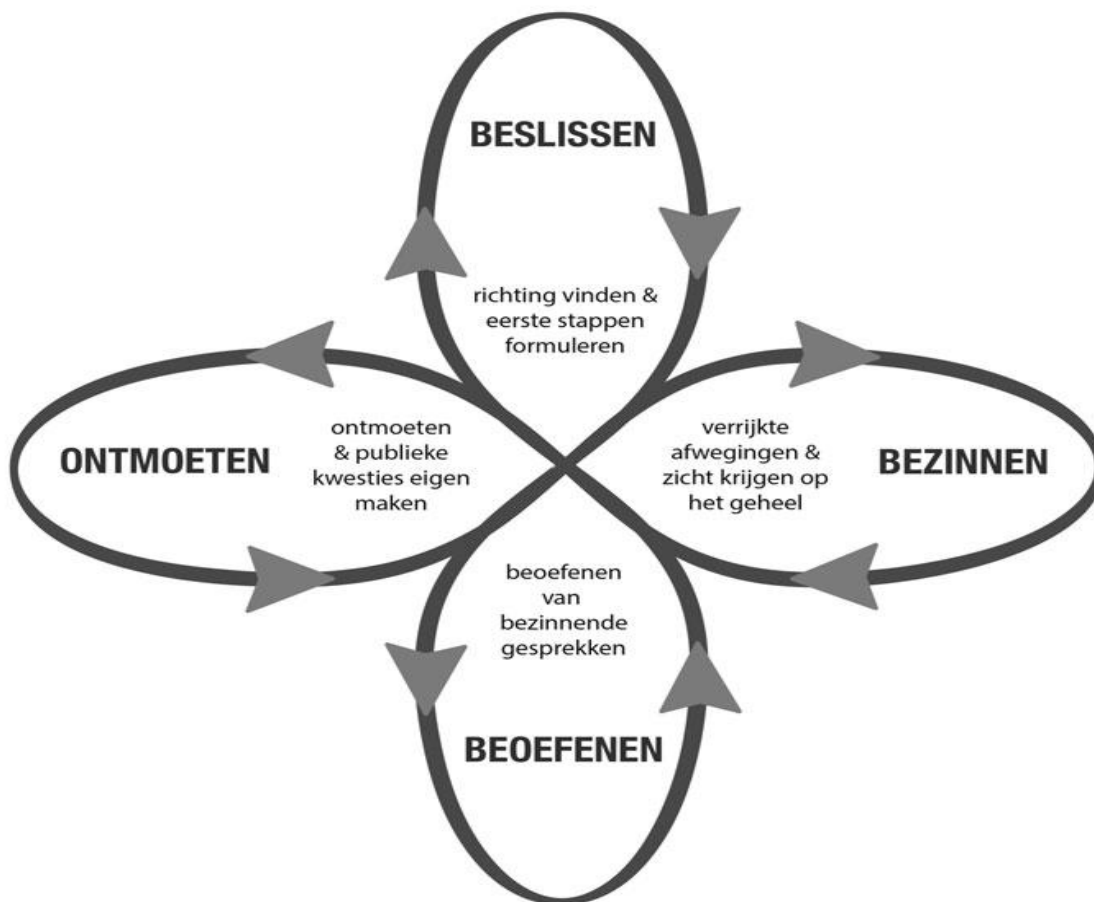 BESLISSEN
richting vinden &
eerste stappen
formuleren
ONTMOETEN
ontmoeten
& publieke
kwesties eigen
maken
verrijkte
afwegingen &
zicht krijgen op
het geheel
BEZINNEN
beoefenen
van
bezinnende
gesprekken
BEOEFENEN